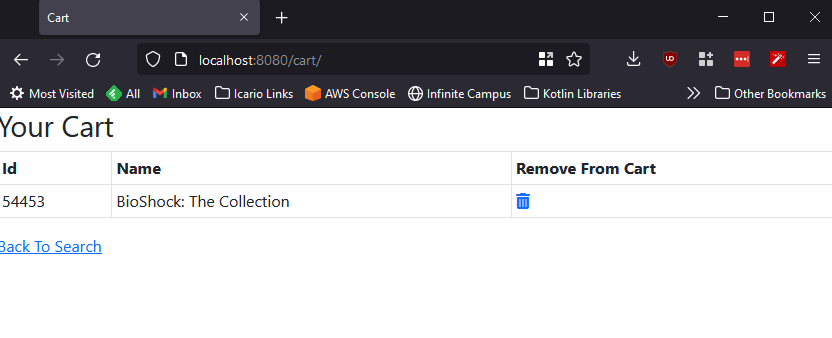 Cart
localhost:8080/cart/
Most Visited All Inbox Icario Links AWS Console Infinite Campus Kotlin Libraries Other Bookmarks
Your Cart
Id Name Remove From Cart
54453 BioShock: The Collection
Back To Search